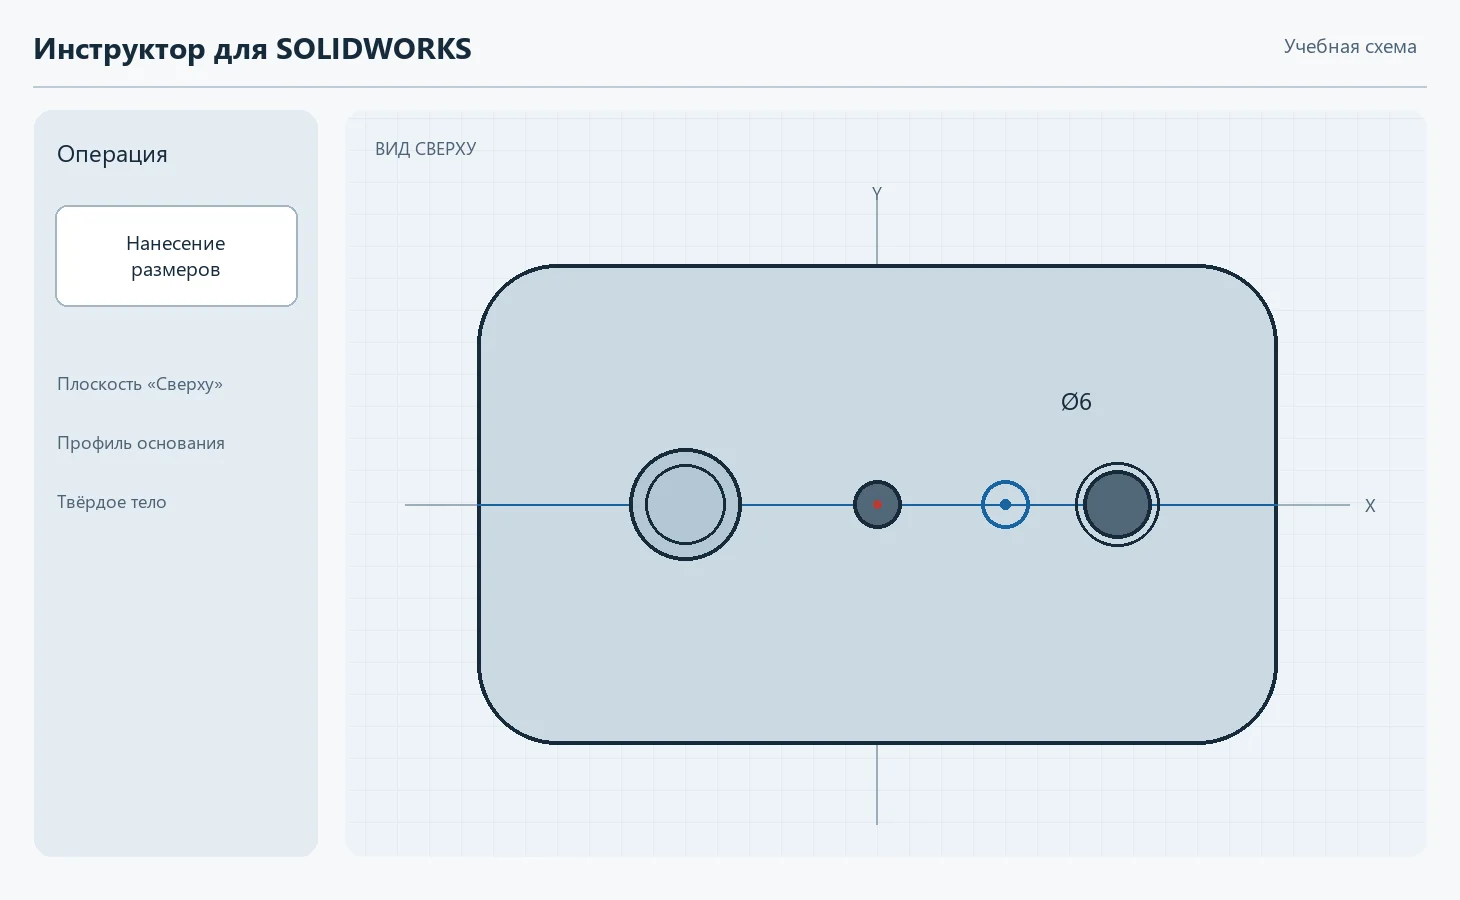 Инструктор для SOLIDWORKS
Учебная схема
Операция
Нанесение
размеров
Плоскость «Сверху»
Профиль основания
Твёрдое тело
ВИД СВЕРХУ
Y
Ø6
X